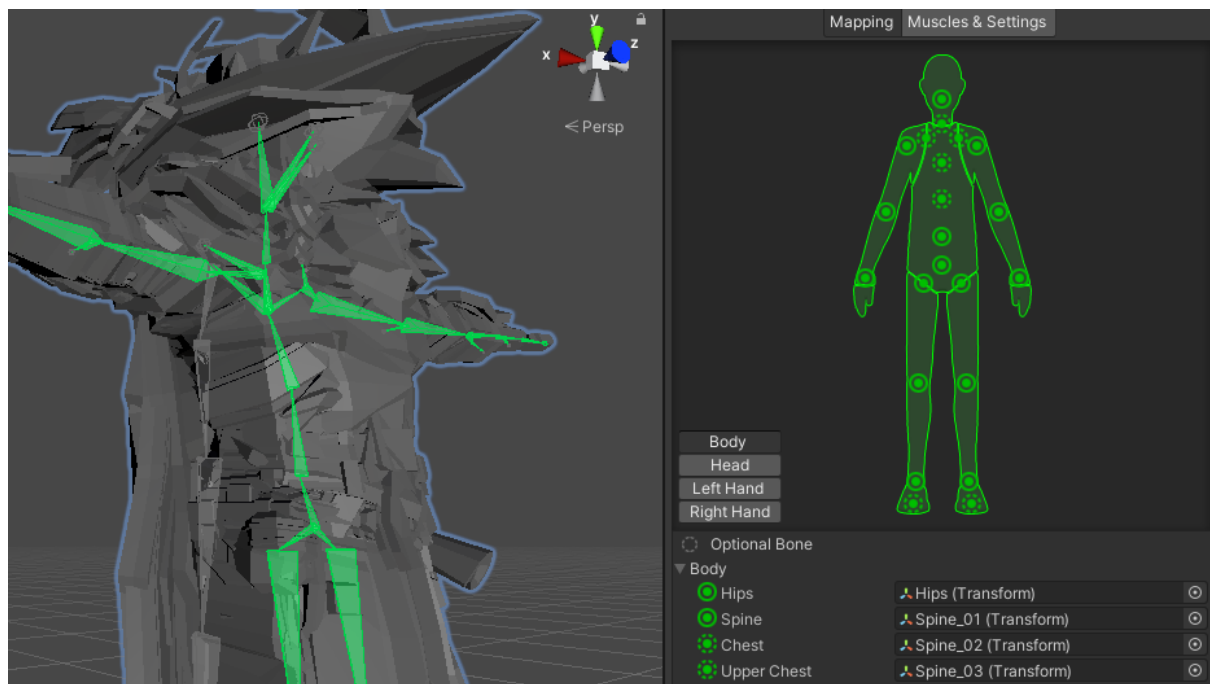 Mapping Muscles & Settings
y
x
z
Persp
Body
Head
Left Hand
Right Hand
Optional Bone
Body
Hips Hips (Transform)
Spine Spine_01 (Transform)
Chest Spine_02 (Transform)
Upper Chest Spine_03 (Transform)